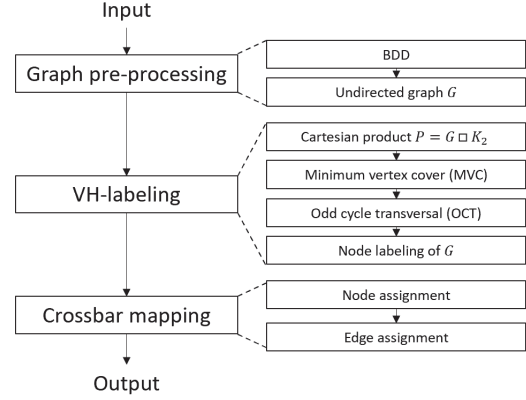 Input
Graph pre-processing
BDD
Undirected graph G
VH-labeling
Cartesian product P = G □ K₂
Minimum vertex cover (MVC)
Odd cycle transversal (OCT)
Node labeling of G
Crossbar mapping
Node assignment
Edge assignment
Output